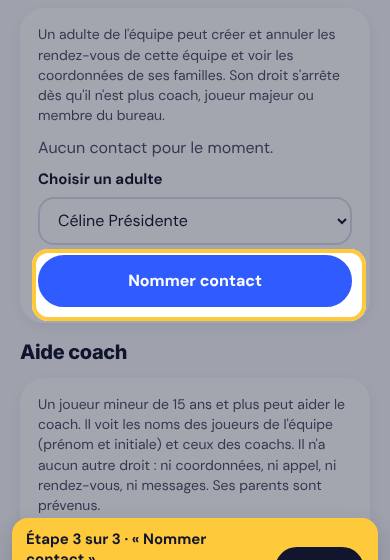 Un adulte de l'équipe peut créer et annuler les
rendez-vous de cette équipe et voir les
coordonnées de ses familles. Son droit s'arrête
dès qu'il n'est plus coach, joueur majeur ou
membre du bureau.
Aucun contact pour le moment.
Choisir un adulte
Céline Présidente
Nommer contact
Aide coach
Un joueur mineur de 15 ans et plus peut aider le
coach. Il voit les noms des joueurs de l'équipe
(prénom et initiale) et ceux des coachs. Il n'a
aucun autre droit : ni coordonnées, ni appel, ni
rendez-vous, ni messages. Ses parents sont
prévenus.
Étape 3 sur 3 · « Nommer
contact »